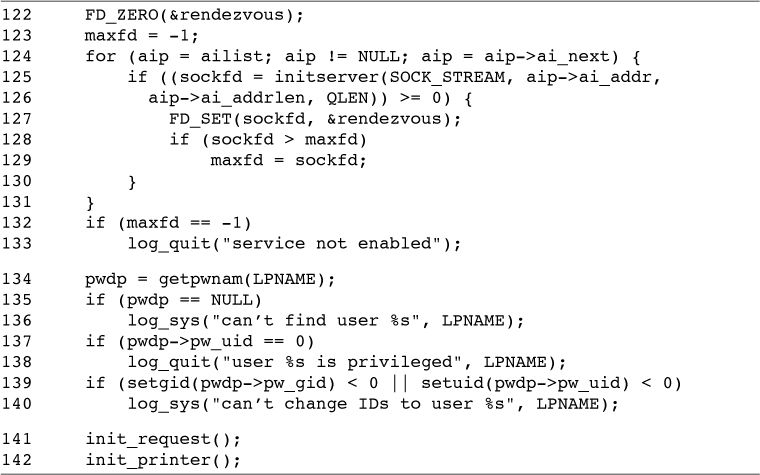 122 FD_ZERO(&rendezvous);
123 maxfd = -1;
124 for (aip = ailist; aip != NULL; aip = aip->ai_next) {
125 if ((sockfd = initserver(SOCK_STREAM, aip->ai_addr,
126 aip->ai_addrlen, QLEN)) >= 0) {
127 FD_SET(sockfd, &rendezvous);
128 if (sockfd > maxfd)
129 maxfd = sockfd;
130 }
131 }
132 if (maxfd == -1)
133 log_quit("service not enabled");
134 pwdp = getpwnam(LPNAME);
135 if (pwdp == NULL)
136 log_sys("can't find user %s", LPNAME);
137 if (pwdp->pw_uid == 0)
138 log_quit("user %s is privileged", LPNAME);
139 if (setgid(pwdp->pw_gid) < 0 || setuid(pwdp->pw_uid) < 0)
140 log_sys("can't change IDs to user %s", LPNAME);
141 init_request();
142 init_printer();